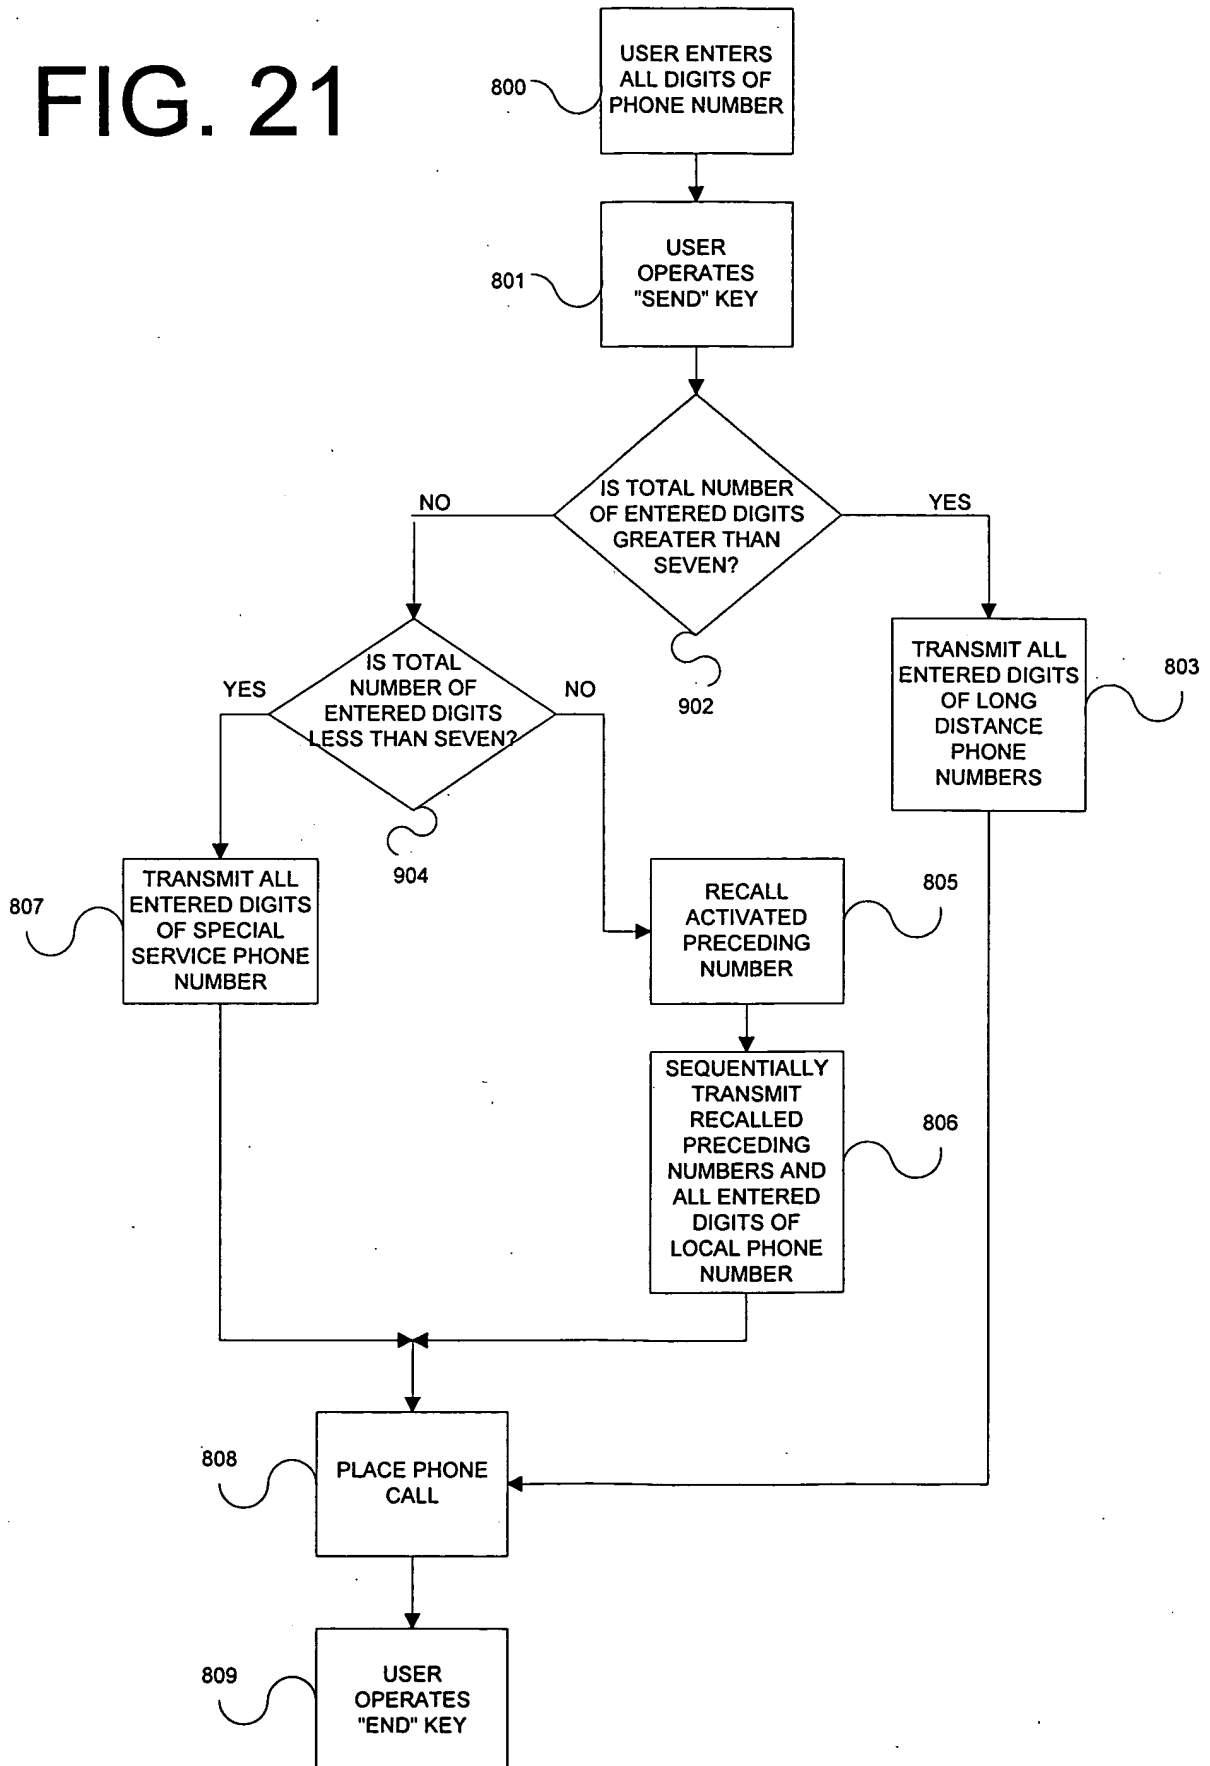 FIG. 21
USER ENTERS
ALL DIGITS OF
PHONE NUMBER
800
USER
OPERATES
"SEND" KEY
801
IS TOTAL NUMBER
OF ENTERED DIGITS
GREATER THAN
SEVEN?
NO
YES
902
IS TOTAL
NUMBER OF
ENTERED DIGITS
LESS THAN SEVEN?
YES
NO
904
TRANSMIT ALL
ENTERED DIGITS
OF LONG
DISTANCE
PHONE
NUMBERS
803
TRANSMIT ALL
ENTERED DIGITS
OF SPECIAL
SERVICE PHONE
NUMBER
807
RECALL
ACTIVATED
PRECEDING
NUMBER
805
SEQUENTIALLY
TRANSMIT
RECALLED
PRECEDING
NUMBERS AND
ALL ENTERED
DIGITS OF
LOCAL PHONE
NUMBER
806
PLACE PHONE
CALL
808
USER
OPERATES
"END" KEY
809